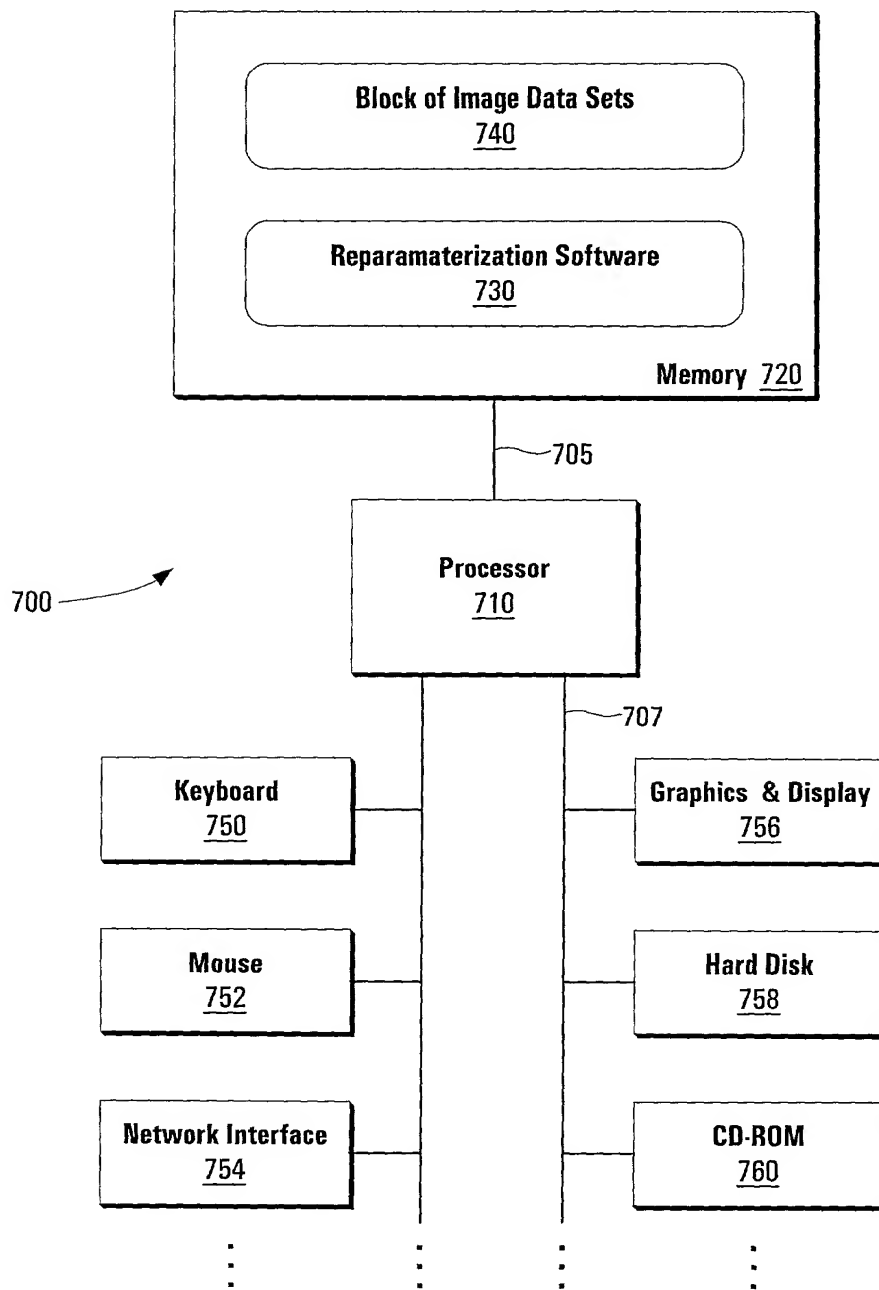 Block of Image Data Sets
740
Reparamaterization Software
730
Memory 720
705
Processor
710
700
707
Keyboard
750
Graphics & Display
756
Mouse
752
Hard Disk
758
Network Interface
754
CD-ROM
760